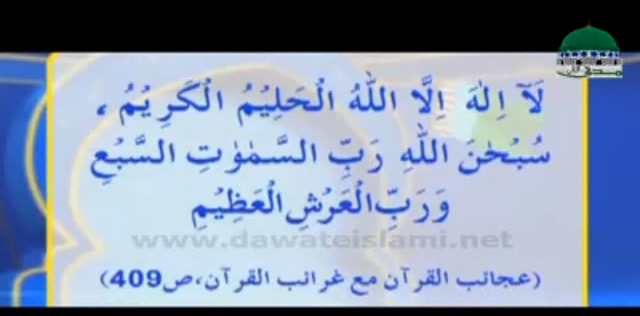 لَآ اِلٰهَ اِلَّا اللّٰهُ الْحَلِيْمُ الْكَرِيْمُ ،
سُبْحٰنَ اللّٰهِ رَبِّ السَّمٰوٰتِ السَّبْعِ
وَرَبِّ الْعَرْشِ الْعَظِيْمِ
www.dawateislami.net
(عجائب القرآن مع غرائب القرآن،ص409)